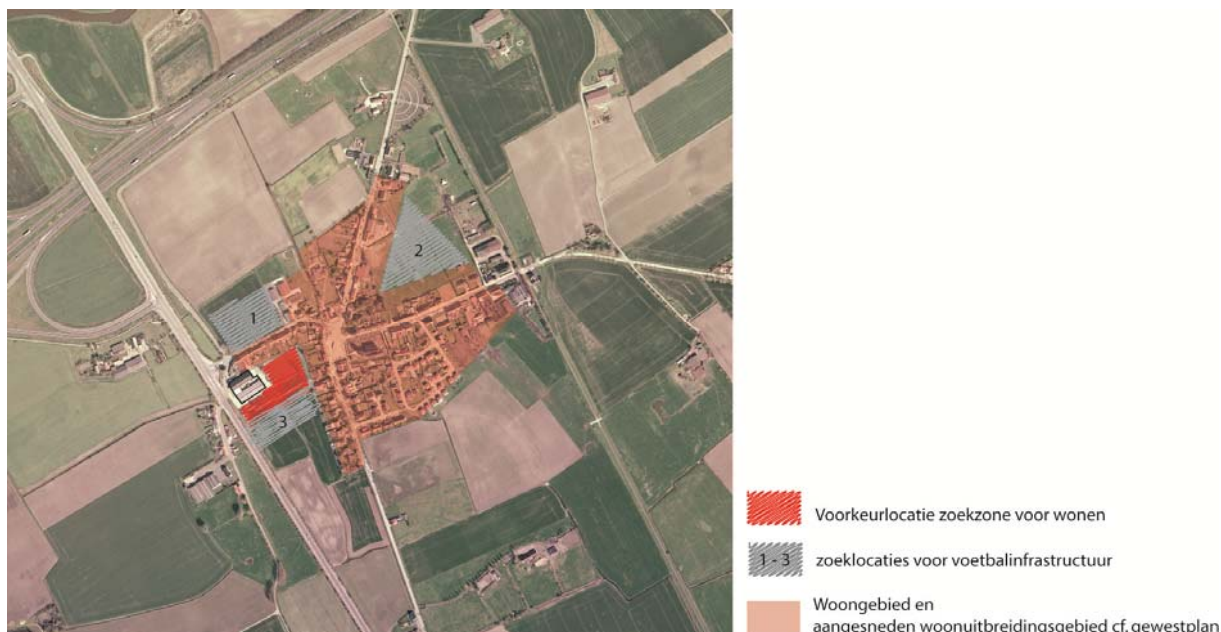 2
1
3
Voorkeurlocatie zoekzone voor wonen
1 - 3 zoeklocaties voor voetbalinfrastructuur
Woongebied en
aangesneden woonuitbreidingsgebied cf. gewestplan